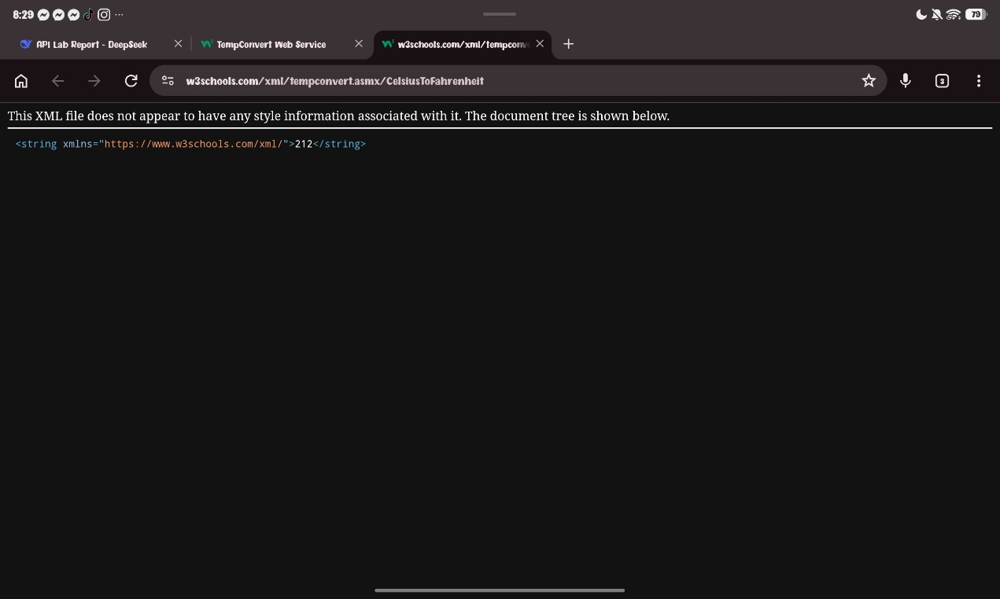 8:29 ... 79
API Lab Report - DeepSeek
TempConvert Web Service
w3schools.com/xml/tempconv
w3schools.com/xml/tempconvert.asmx/CelsiusToFahrenheit
3
This XML file does not appear to have any style information associated with it. The document tree is shown below.
<string xmlns="https://www.w3schools.com/xml/">212</string>